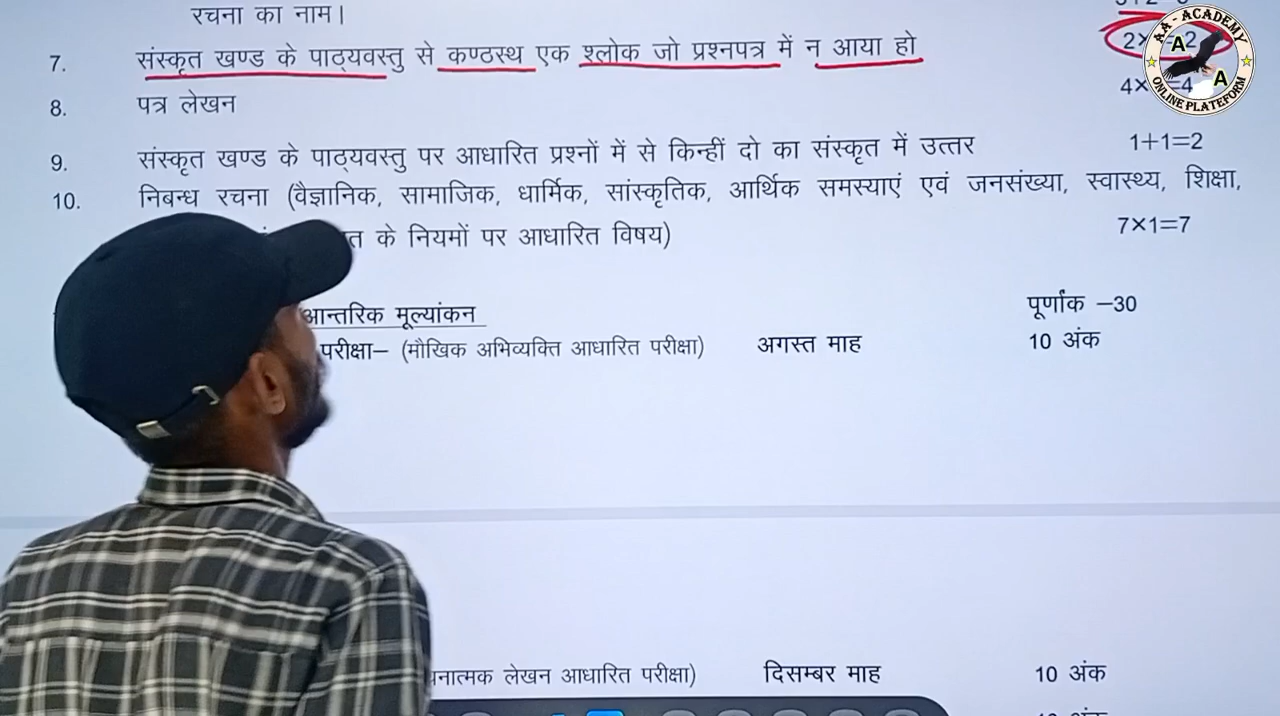 रचना का नाम।
7. संस्कृत खण्ड के पाठ्यवस्तु से कण्ठस्थ एक श्लोक जो प्रश्नपत्र में न आया हो 2×
8. पत्र लेखन 4× =4
9. संस्कृत खण्ड के पाठ्यवस्तु पर आधारित प्रश्नों में से किन्हीं दो का संस्कृत में उत्तर 1+1=2
10. निबन्ध रचना (वैज्ञानिक, सामाजिक, धार्मिक, सांस्कृतिक, आर्थिक समस्याएं एवं जनसंख्या, स्वास्थ्य, शिक्षा,
के नियमों पर आधारित विषय) 7×1=7
आन्तरिक मूल्यांकन पूर्णांक –30
परीक्षा– (मौखिक अभिव्यक्ति आधारित परीक्षा) अगस्त माह 10 अंक
लेखन आधारित परीक्षा) दिसम्बर माह 10 अंक
AA-ACADEMY
A
A
ONLINE PLATEFORM